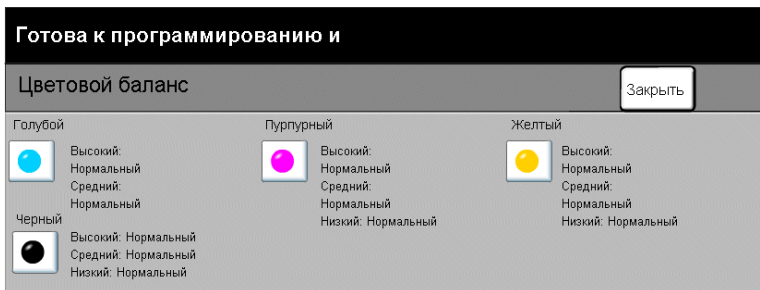 Готова к программированию и
Цветовой баланс
Закрыть
Голубой
Высокий:
Нормальный
Средний:
Нормальный
Пурпурный
Высокий:
Нормальный
Средний:
Нормальный
Низкий: Нормальный
Желтый
Высокий:
Нормальный
Средний:
Нормальный
Низкий: Нормальный
Черный
Высокий: Нормальный
Средний: Нормальный
Низкий: Нормальный